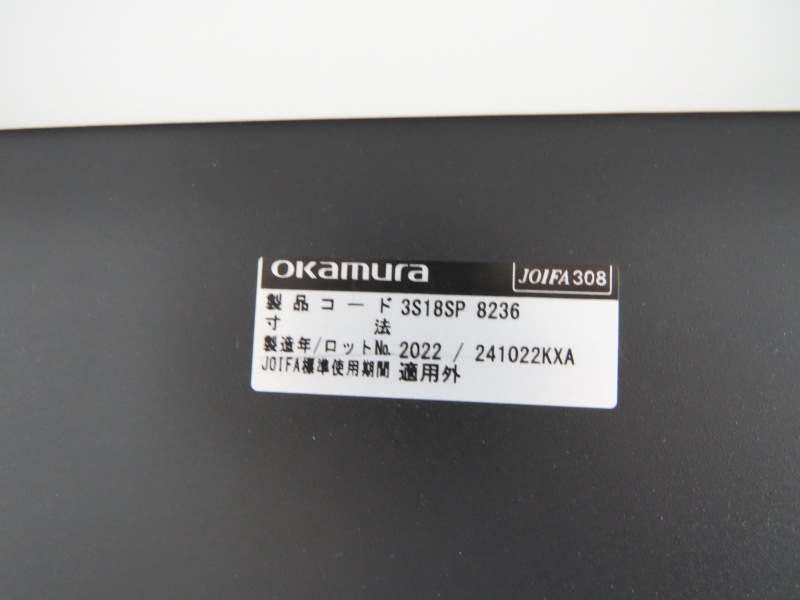 okamura JOIFA308
製品コード 3S18SP 8236
寸法
製造年/ロットNo. 2022 / 241022KXA
JOIFA標準使用期間 適用外